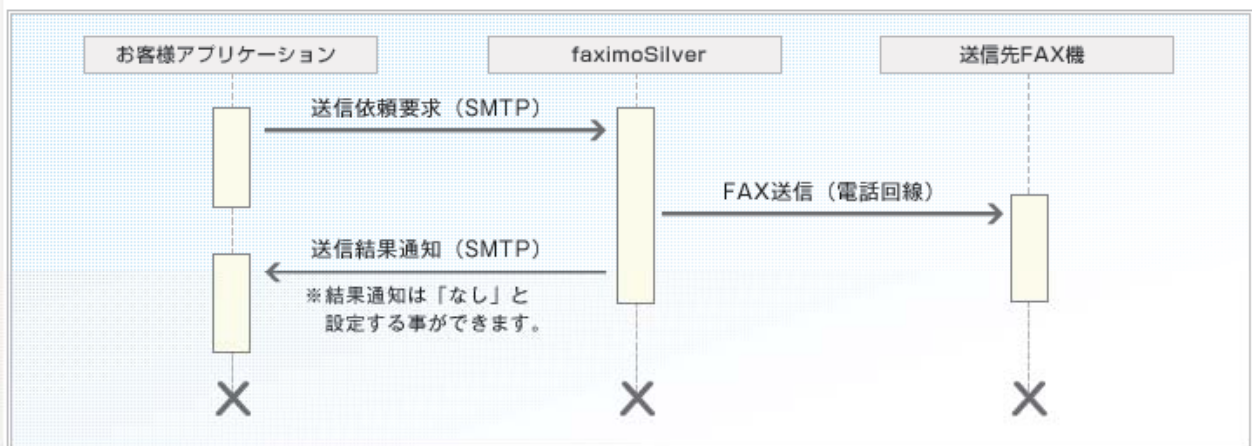 お客様アプリケーション
faximoSilver
送信先FAX機
送信依頼要求（SMTP）
FAX送信（電話回線）
送信結果通知（SMTP）
※結果通知は「なし」と
設定する事ができます。